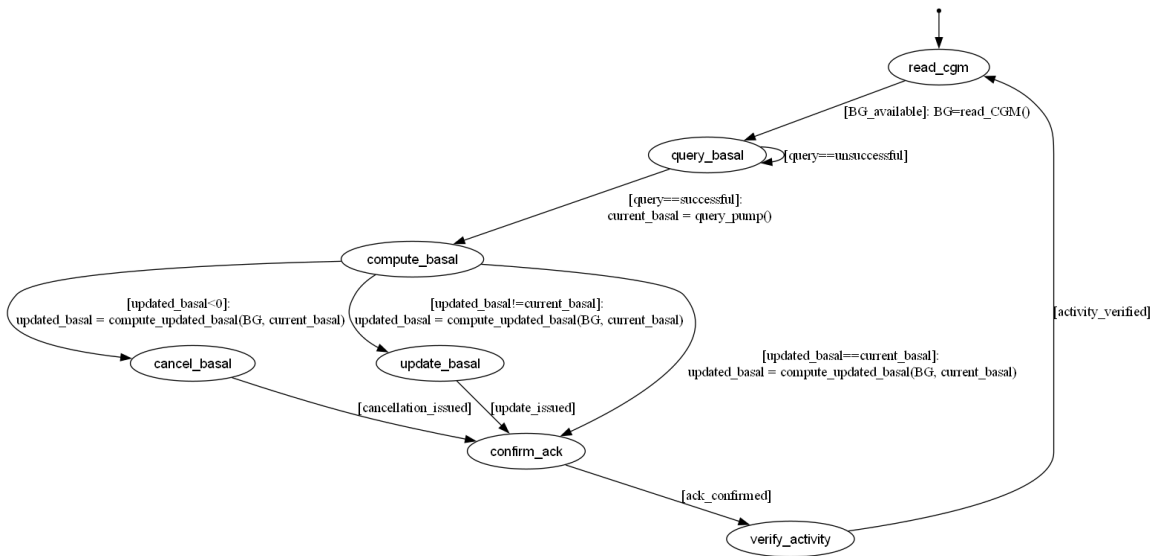 read_cgm
[BG_available]: BG=read_CGM()
query_basal
[query==unsuccessful]
[query==successful]:
current_basal = query_pump()
compute_basal
[updated_basal<0]:
updated_basal = compute_updated_basal(BG, current_basal)
[updated_basal!=current_basal]:
updated_basal = compute_updated_basal(BG, current_basal)
[activity_verified]
[updated_basal==current_basal]:
updated_basal = compute_updated_basal(BG, current_basal)
cancel_basal
update_basal
[cancellation_issued]
[update_issued]
confirm_ack
[ack_confirmed]
verify_activity